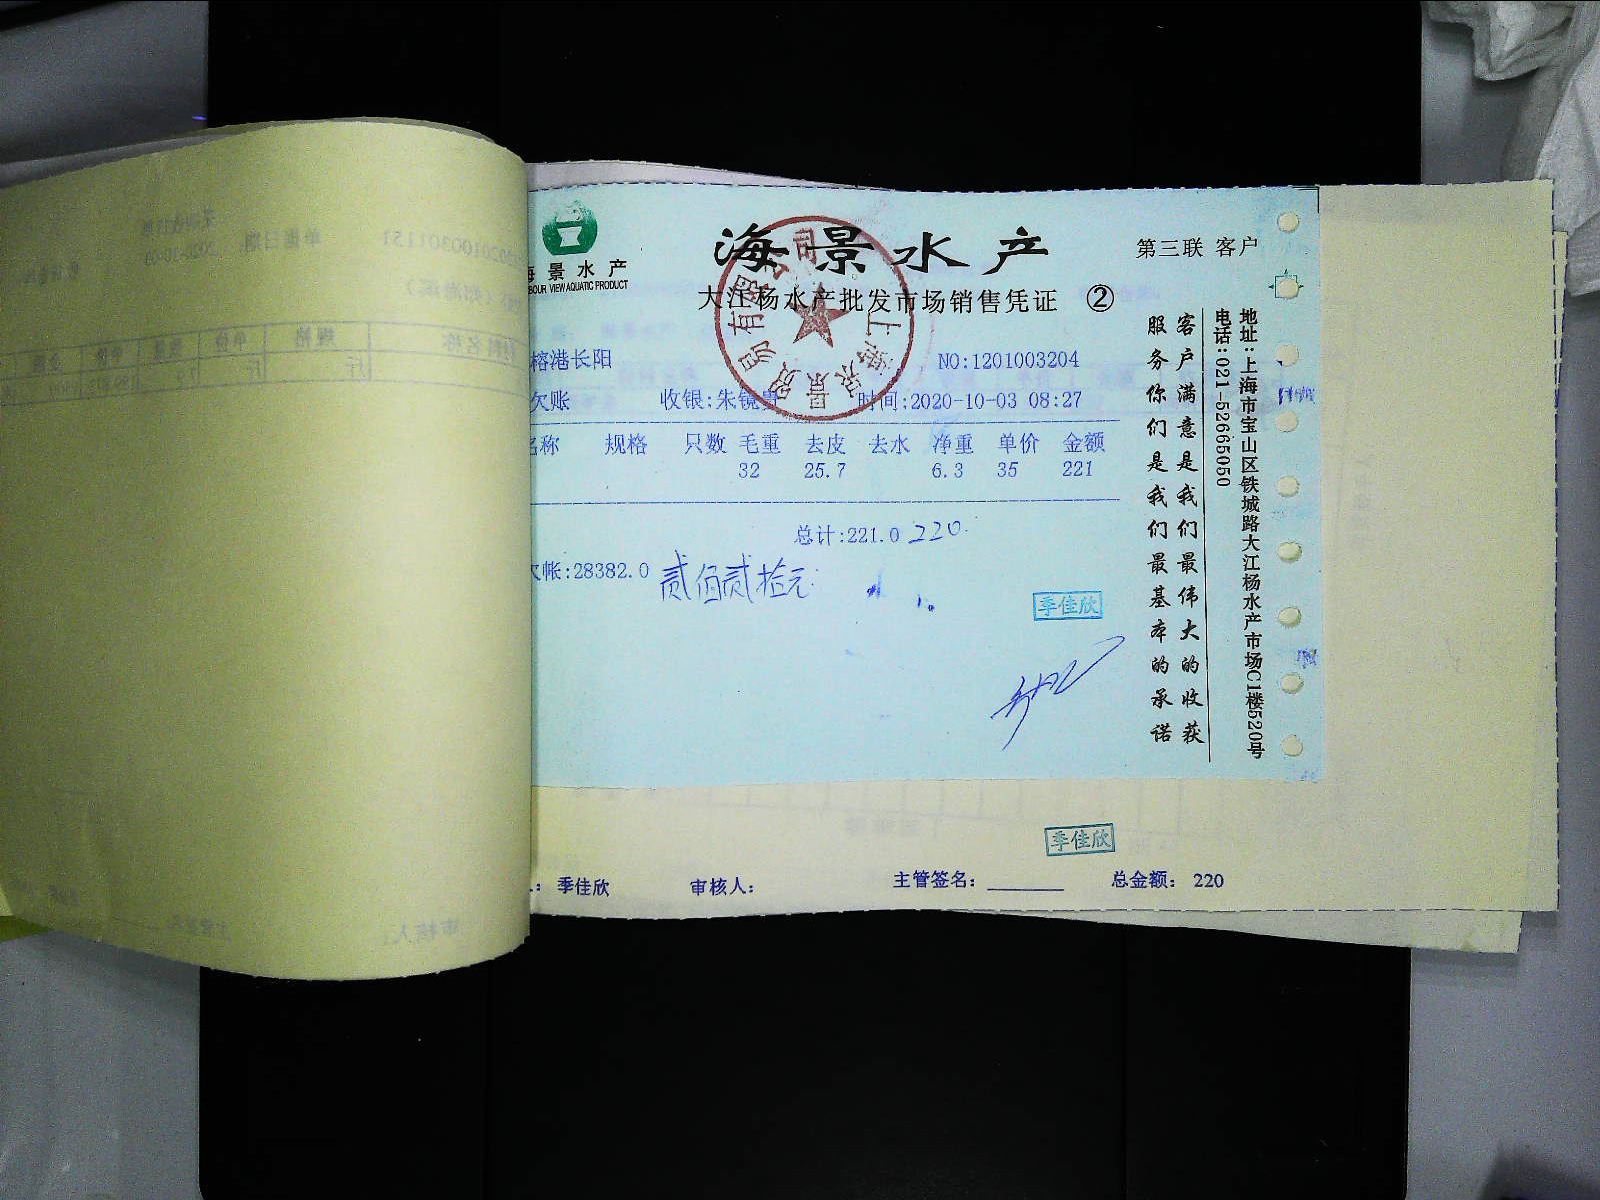 海景水产
第三联 客户
景水产
BOUR VIEW AQUATIC PRODUCT
大江杨水产批发市场销售凭证 ②
榕港长阳
NO:1201003204
欠账 收银:朱镜 时间:2020-10-03 08:27
名称 规格 只数 毛重 去皮 去水 净重 单价 金额
32 25.7 6.3 35 221
总计:221.0 220
欠帐:28382.0 贰佰贰拾元
季佳欣
客户满意是我们最伟大的收获
服务你们是我们最基本的承诺
地址:上海市宝山区铁城路大江杨水产市场C1楼520号
电话:021-52665050
季佳欣
: 季佳欣 审核人: 主管签名: 总金额: 220